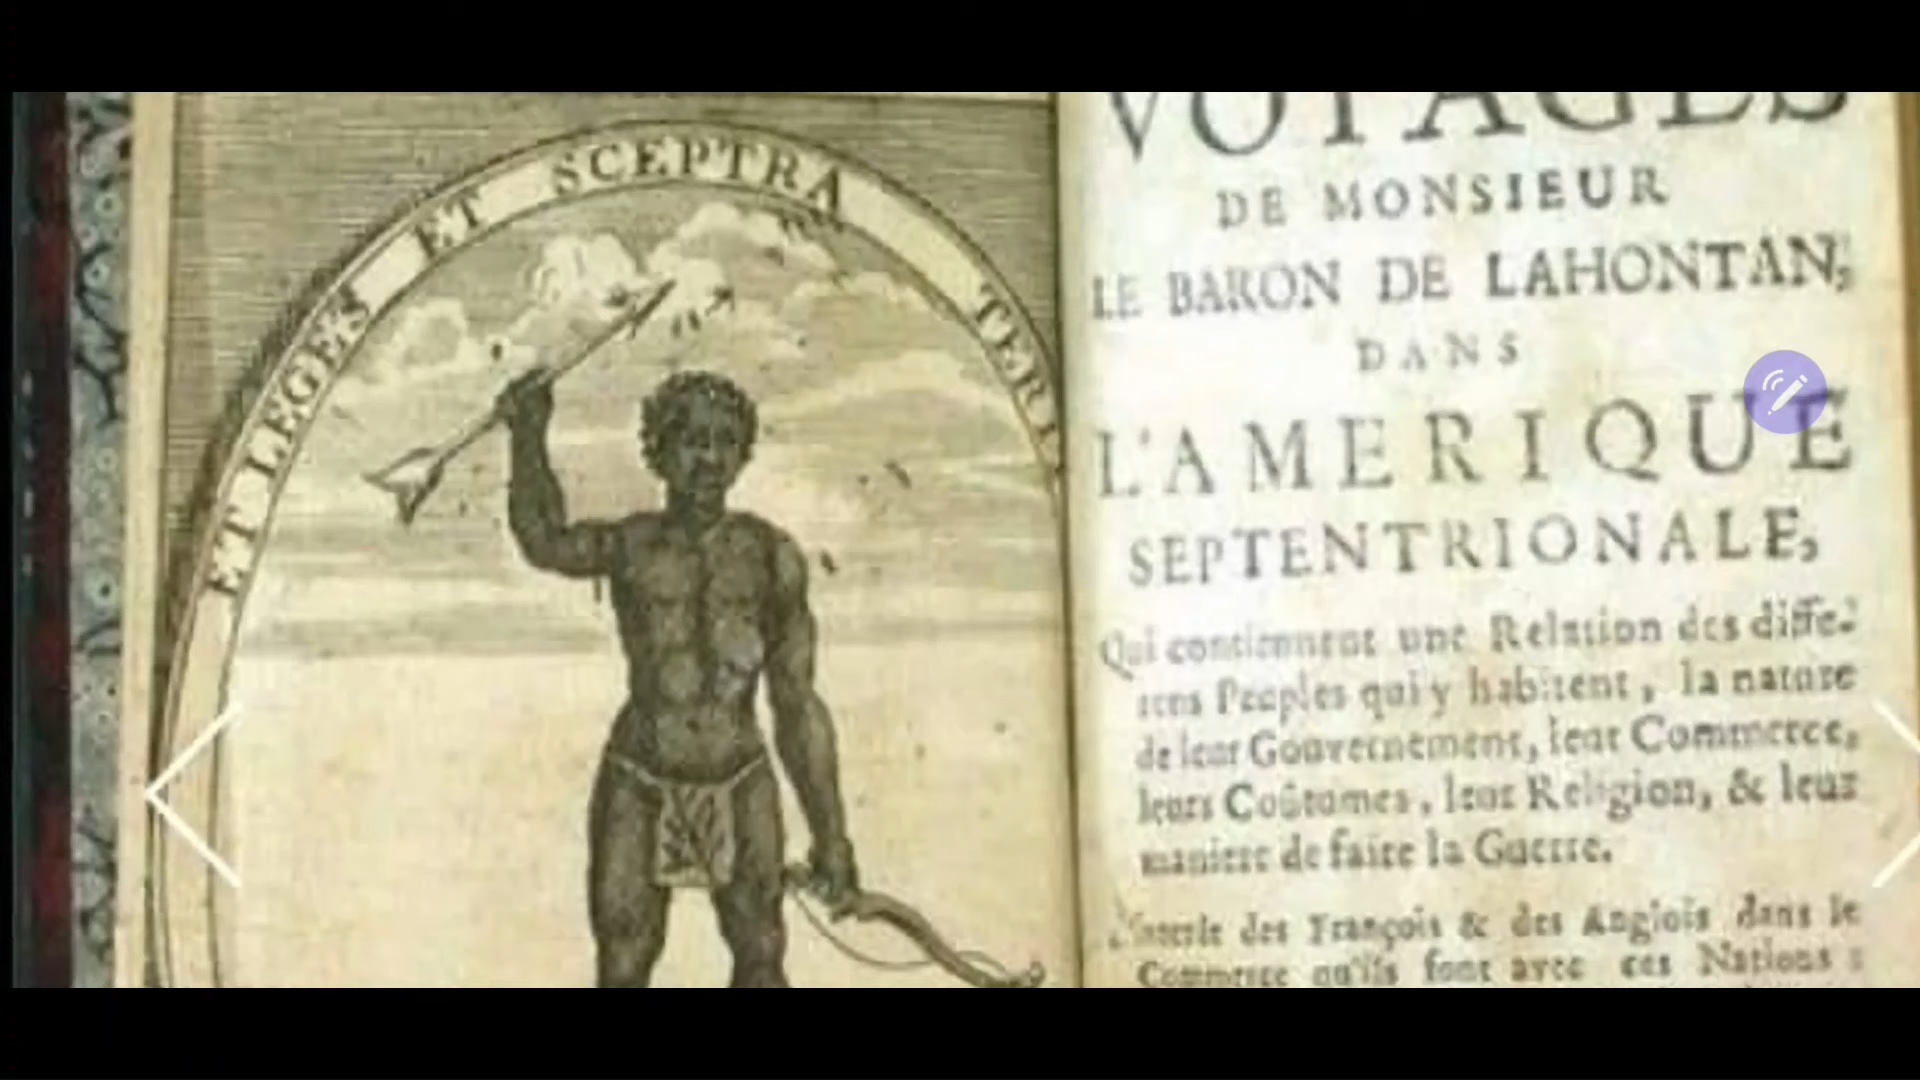 ET LEGES ET SCEPTRA TERI
VOYAGES
DE MONSIEUR
LE BARON DE LAHONTAN,
DANS
L'AMERIQUE
SEPTENTRIONALE,
Qui contiennent une Relation des diffe-
rens Peuples qui y habitent, la nature
de leur Gouvernement, leur Commerce,
leurs Coûtumes, leur Religion, & leur
maniere de faire la Guerre.
des François & des Anglois dans le
Commerce qu'ils font avec ces Nations ;